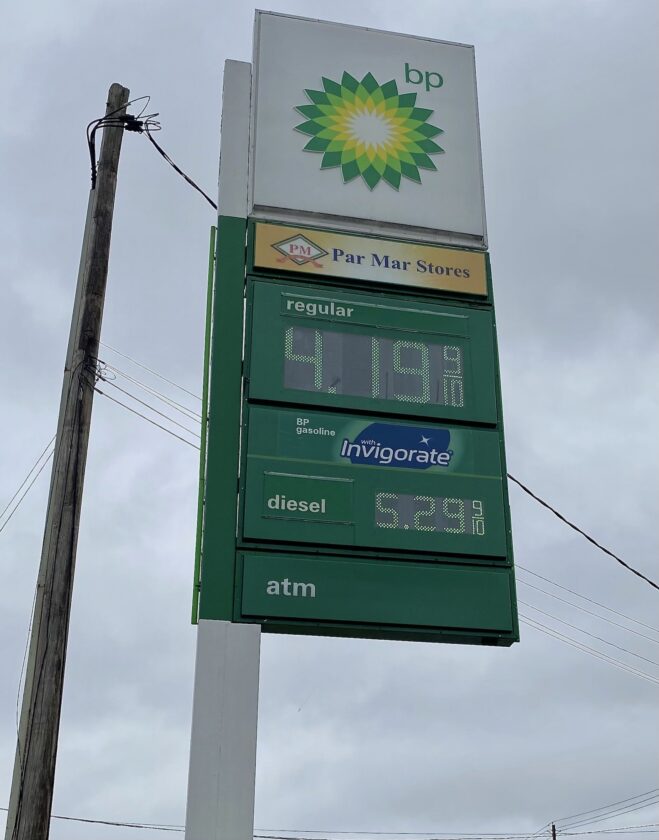 bp
PM
Par Mar Stores
regular
4.19 9/10
BP
gasoline
with
Invigorate
diesel
5.29 9/10
atm